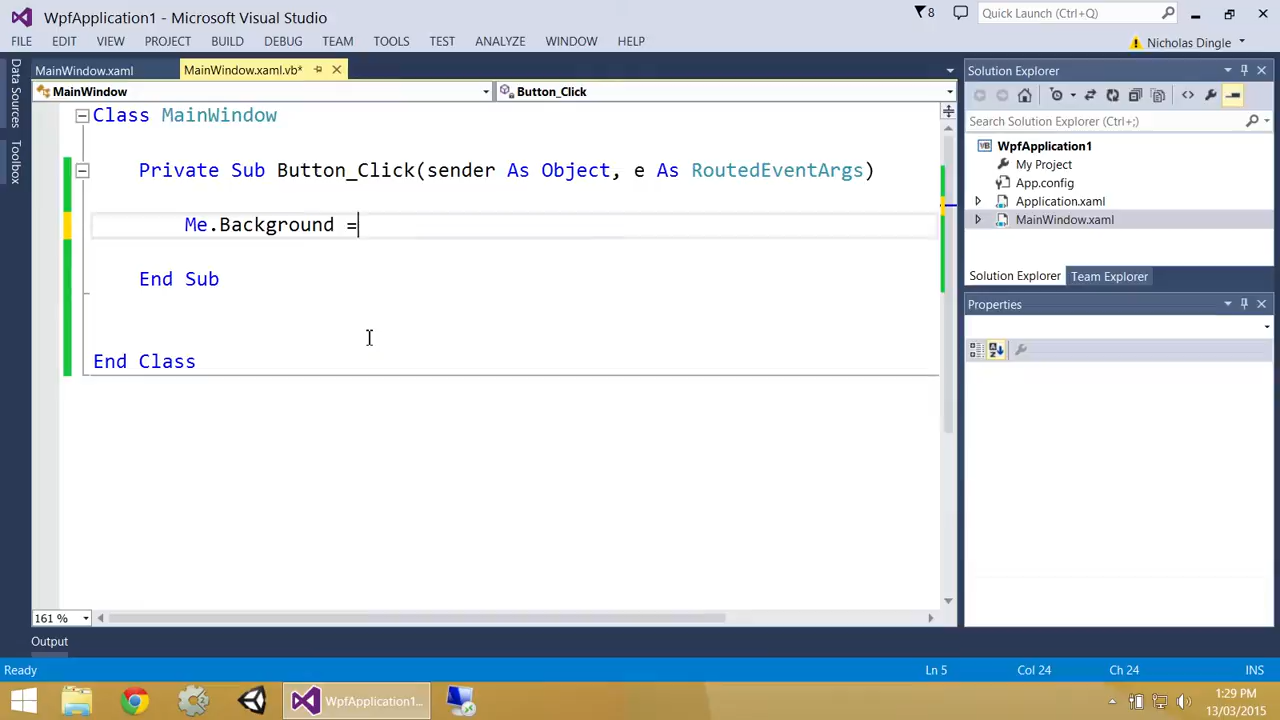 WpfApplication1 - Microsoft Visual Studio
8
Quick Launch (Ctrl+Q)
FILE EDIT VIEW PROJECT BUILD DEBUG TEAM TOOLS TEST ANALYZE WINDOW HELP
Nicholas Dingle
Data Sources
Toolbox
MainWindow.xaml
MainWindow.xaml.vb*
MainWindow
Button_Click
Class MainWindow
Private Sub Button_Click(sender As Object, e As RoutedEventArgs)
Me.Background =
End Sub
End Class
161 %
Solution Explorer
Search Solution Explorer (Ctrl+;)
VB WpfApplication1
My Project
App.config
Application.xaml
MainWindow.xaml
Solution Explorer Team Explorer
Properties
Output
Ready
Ln 5 Col 24 Ch 24 INS
WpfApplication1...
1:29 PM
13/03/2015